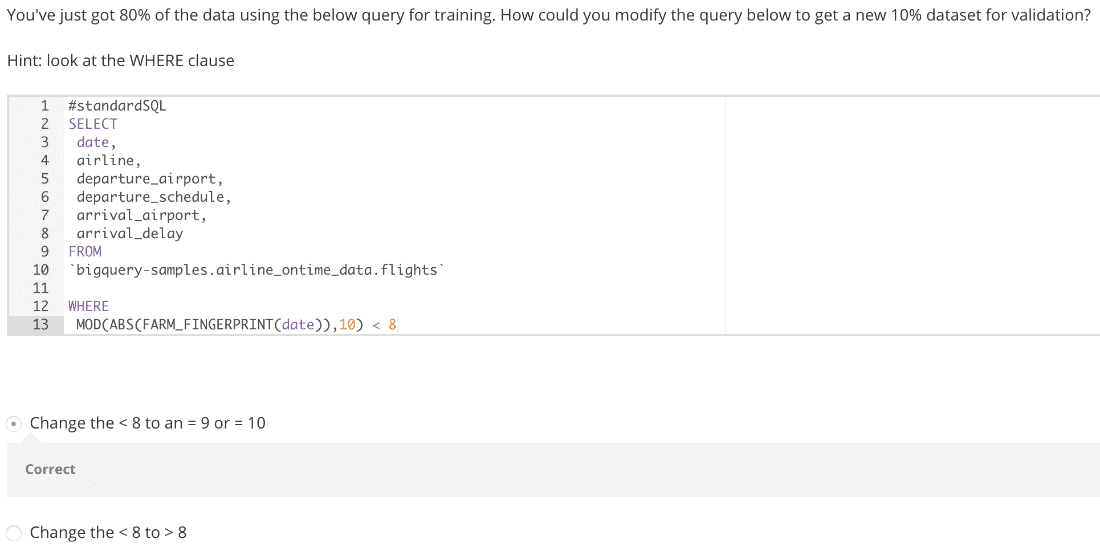 You've just got 80% of the data using the below query for training. How could you modify the query below to get a new 10% dataset for validation?
Hint: look at the WHERE clause
1 #standardSQL
2 SELECT
3 date,
4 airline,
5 departure_airport,
6 departure_schedule,
7 arrival_airport,
8 arrival_delay
9 FROM
10 `bigquery-samples.airline_ontime_data.flights`
11
12 WHERE
13 MOD(ABS(FARM_FINGERPRINT(date)),10) < 8
Change the < 8 to an = 9 or = 10
Correct
Change the < 8 to > 8